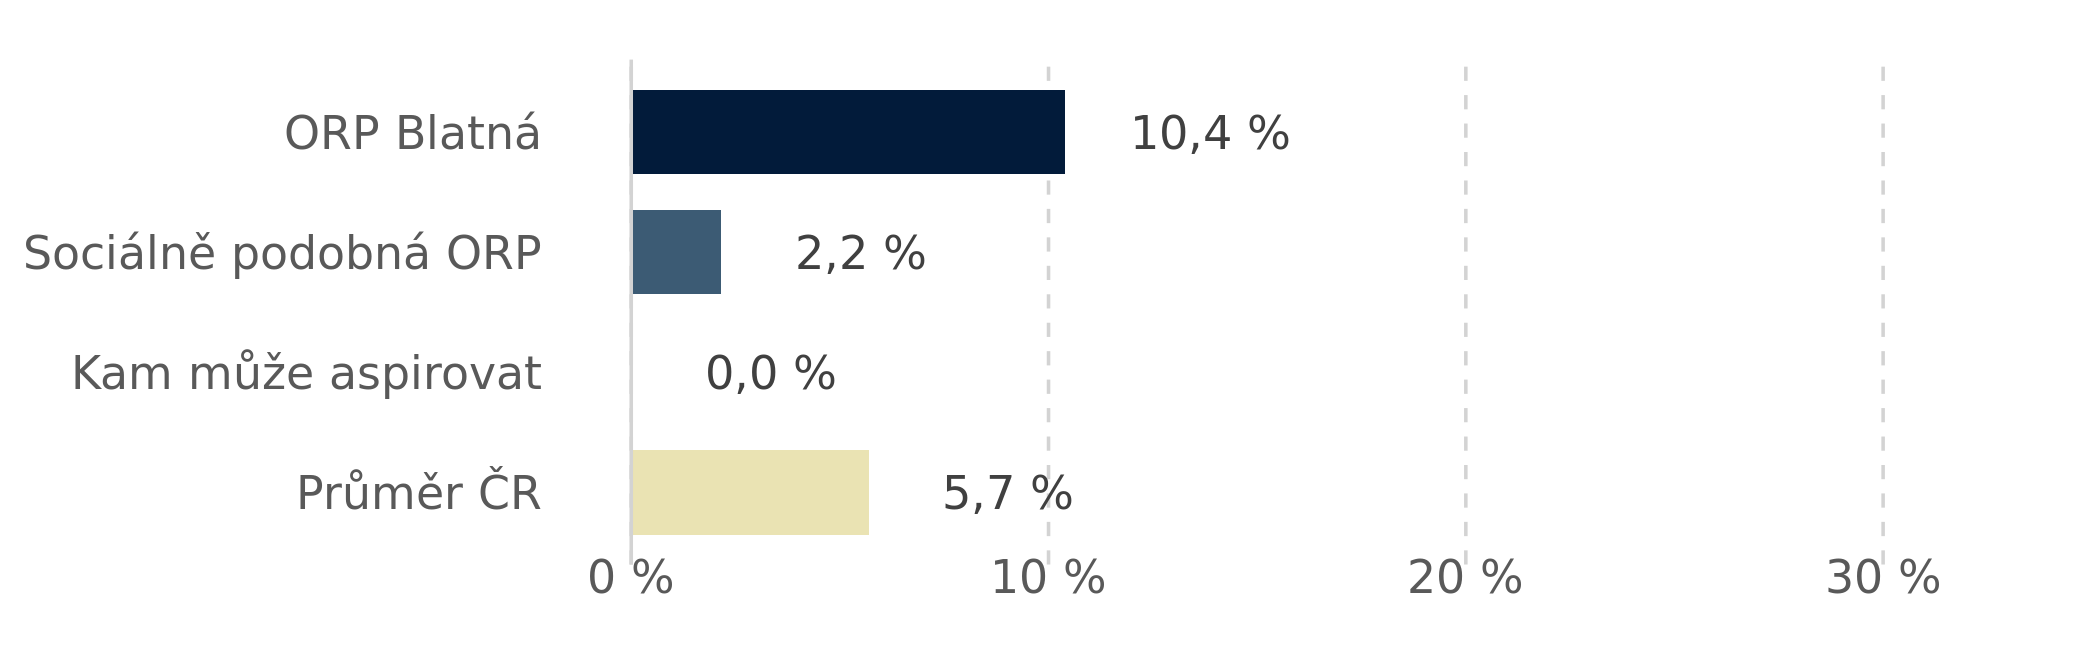 ORP Blatná 10,4 %
Sociálně podobná ORP 2,2 %
Kam může aspirovat 0,0 %
Průměr ČR 5,7 %
0 % 10 % 20 % 30 %